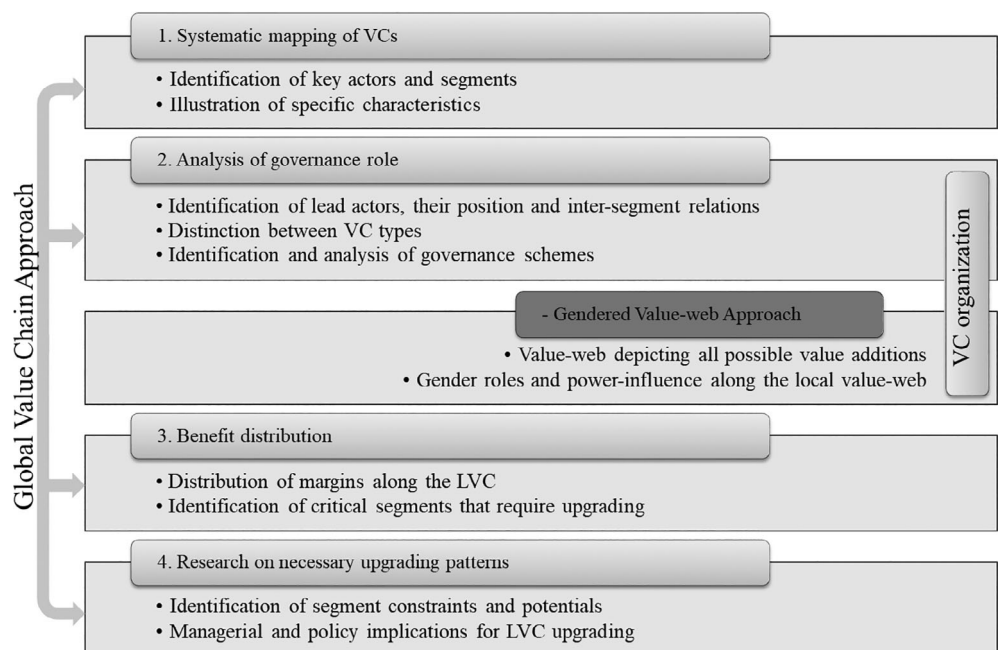 Global Value Chain Approach
1. Systematic mapping of VCs
• Identification of key actors and segments
• Illustration of specific characteristics
2. Analysis of governance role
• Identification of lead actors, their position and inter-segment relations
• Distinction between VC types
• Identification and analysis of governance schemes
VC organization
- Gendered Value-web Approach
• Value-web depicting all possible value additions
• Gender roles and power-influence along the local value-web
3. Benefit distribution
• Distribution of margins along the LVC
• Identification of critical segments that require upgrading
4. Research on necessary upgrading patterns
• Identification of segment constraints and potentials
• Managerial and policy implications for LVC upgrading